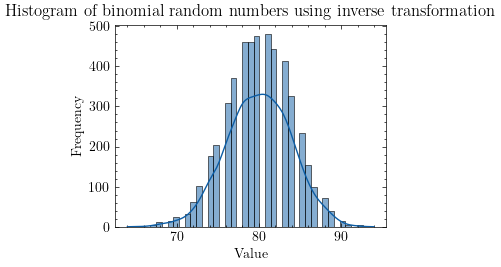 Histogram of binomial random numbers using inverse transformation
500
400
300
200
100
0
Frequency
70 80 90
Value